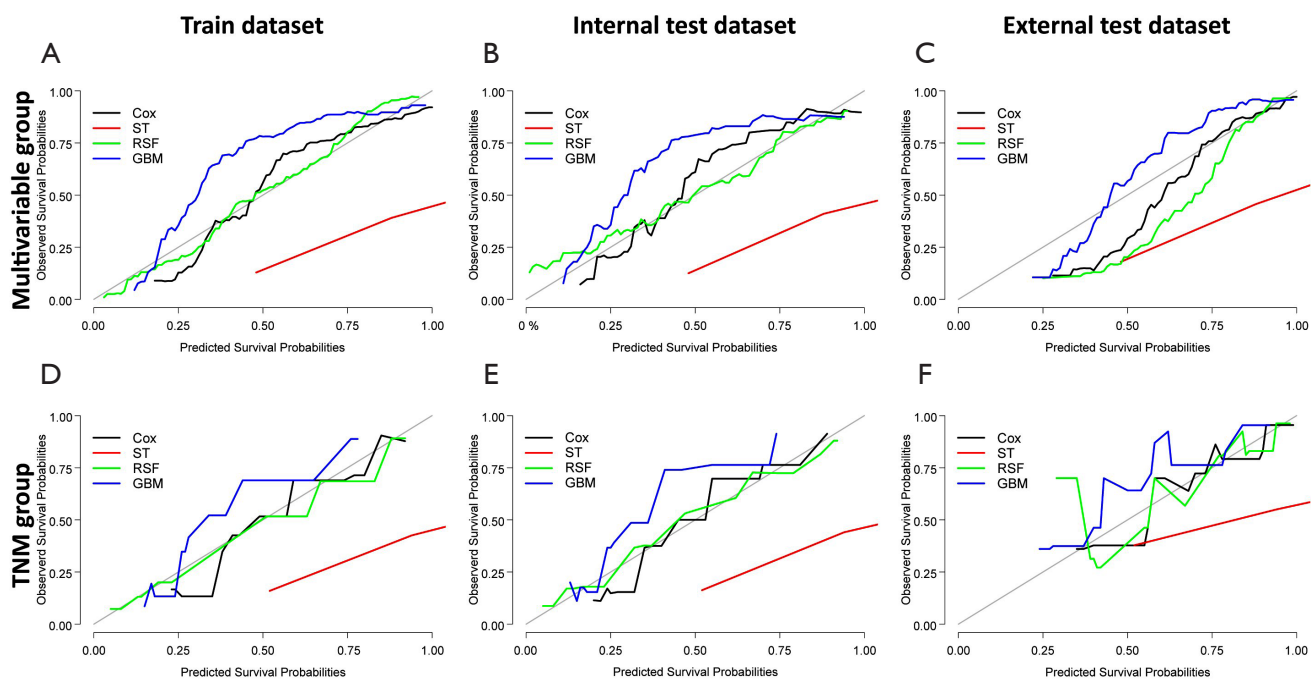 Train dataset
Internal test dataset
External test dataset
Multivariable group
A
1.00
0.75
0.50
0.25
0.00
Observerd Survival Probabilities
Cox
ST
RSF
GBM
0.00 0.25 0.50 0.75 1.00
Predicted Survival Probabilities
B
1.00
0.75
0.50
0.25
0.00
Observerd Survival Probabilities
Cox
ST
RSF
GBM
0 % 0.25 0.50 0.75 1.00
Predicted Survival Probabilities
C
1.00
0.75
0.50
0.25
0.00
Observerd Survival Probabilities
Cox
ST
RSF
GBM
0.00 0.25 0.50 0.75 1.00
Predicted Survival Probabilities
TNM group
D
1.00
0.75
0.50
0.25
0.00
Observerd Survival Probabilities
Cox
ST
RSF
GBM
0.00 0.25 0.50 0.75 1.00
Predicted Survival Probabilities
E
1.00
0.75
0.50
0.25
0.00
Observerd Survival Probabilities
Cox
ST
RSF
GBM
0.00 0.25 0.50 0.75 1.00
Predicted Survival Probabilities
F
1.00
0.75
0.50
0.25
0.00
Observerd Survival Probabilities
Cox
ST
RSF
GBM
0.00 0.25 0.50 0.75 1.00
Predicted Survival Probabilities